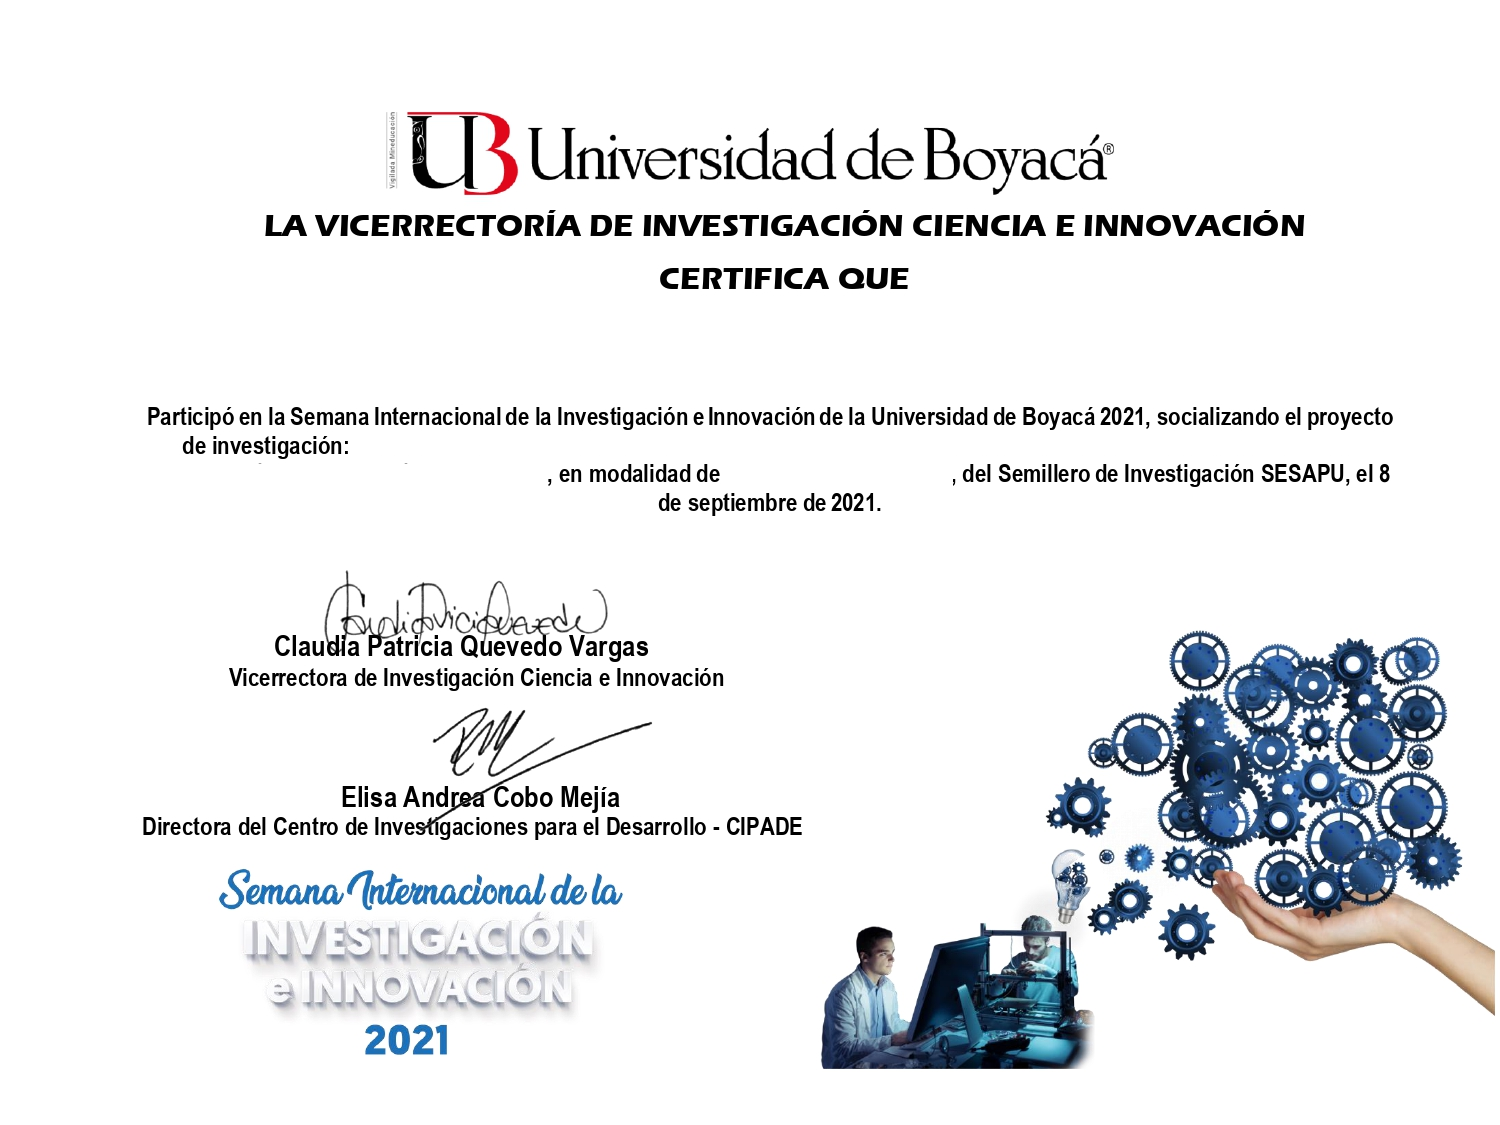 Vigilada Mineducación
UB Universidad de Boyacá®
LA VICERRECTORÍA DE INVESTIGACIÓN CIENCIA E INNOVACIÓN
CERTIFICA QUE
Participó en la Semana Internacional de la Investigación e Innovación de la Universidad de Boyacá 2021, socializando el proyecto
de investigación:
, en modalidad de , del Semillero de Investigación SESAPU, el 8
de septiembre de 2021.
Claudia Patricia Quevedo Vargas
Vicerrectora de Investigación Ciencia e Innovación
Elisa Andrea Cobo Mejía
Directora del Centro de Investigaciones para el Desarrollo - CIPADE
Semana Internacional de la
INVESTIGACIÓN
e INNOVACIÓN
2021